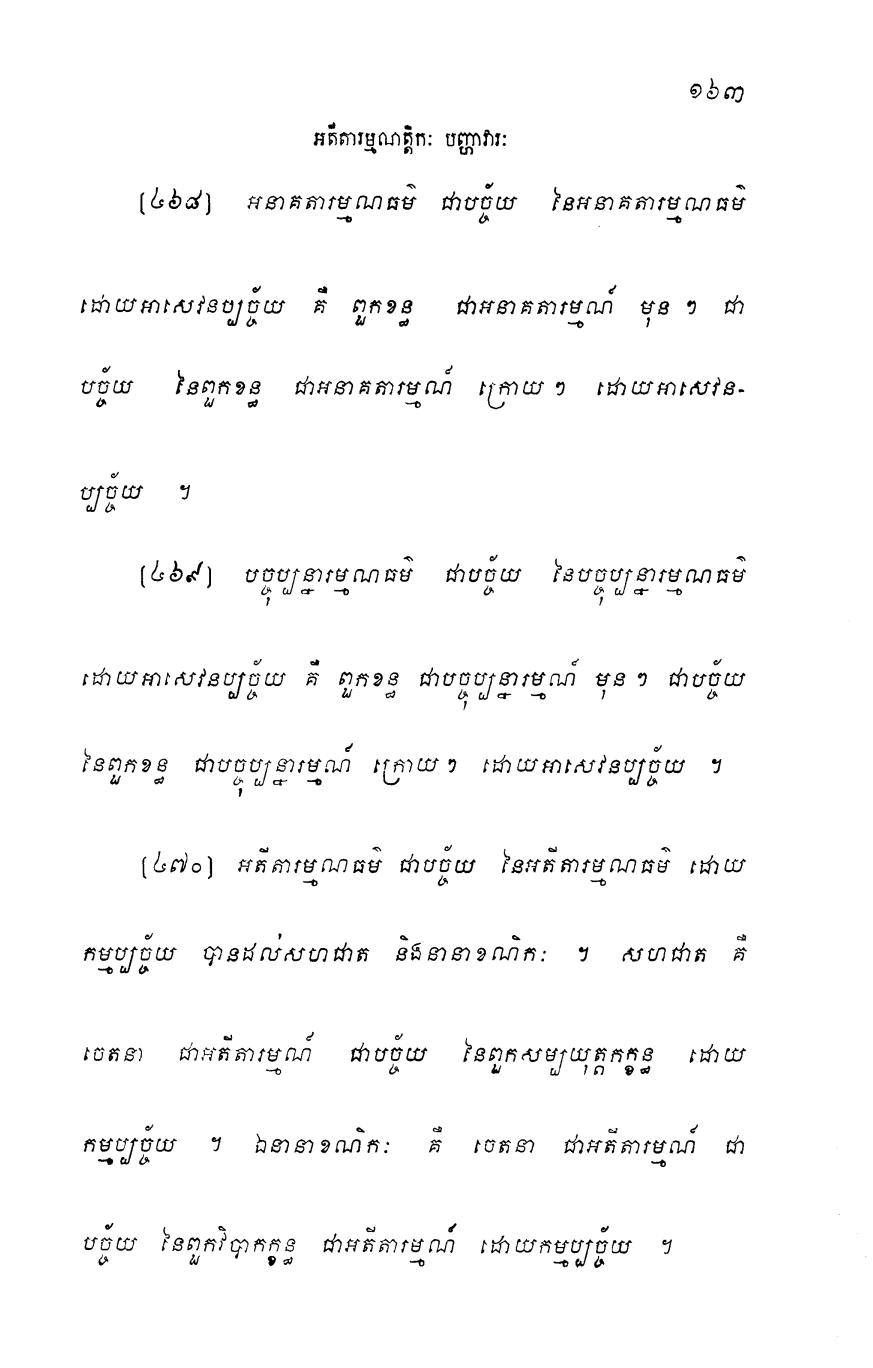 ១៦៣
អតីតារម្មណត្តិកៈ បញ្ហាវារៈ
[៤៦៨] អនាគតារម្មណធម៌ ជាបច្ច័យ នៃអនាគតារម្មណធម៌
ដោយអាសេវនប្បច្ច័យ គឺ ពួកខន្ធ ជាអនាគតារម្មណ៍ មុន ៗ ជា
បច្ច័យ នៃពួកខន្ធ ជាអនាគតារម្មណ៍ ក្រោយ ៗ ដោយអាសេវន-
ប្បច្ច័យ ។
[៤៦៩] បច្ចុប្បន្នារម្មណធម៌ ជាបច្ច័យ នៃបច្ចុប្បន្នារម្មណធម៌
ដោយអាសេវនប្បច្ច័យ គឺ ពួកខន្ធ ជាបច្ចុប្បន្នារម្មណ៍ មុន ៗ ជាបច្ច័យ
នៃពួកខន្ធ ជាបច្ចុប្បន្នារម្មណ៍ ក្រោយ ៗ ដោយអាសេវនប្បច្ច័យ ។
[៤៧០] អតីតារម្មណធម៌ ជាបច្ច័យ នៃអតីតារម្មណធម៌ ដោយ
កម្មប្បច្ច័យ បានដល់សហជាត និងនានាខណិកៈ ។ សហជាត គឺ
ចេតនា ជាអតីតារម្មណ៍ ជាបច្ច័យ នៃពួកសម្បយុត្តកក្ខន្ធ ដោយ
កម្មប្បច្ច័យ ។ ឯនានាខណិកៈ គឺ ចេតនា ជាអតីតារម្មណ៍ ជា
បច្ច័យ នៃពួកវិបាកក្ខន្ធ ជាអតីតារម្មណ៍ ដោយកម្មប្បច្ច័យ ។